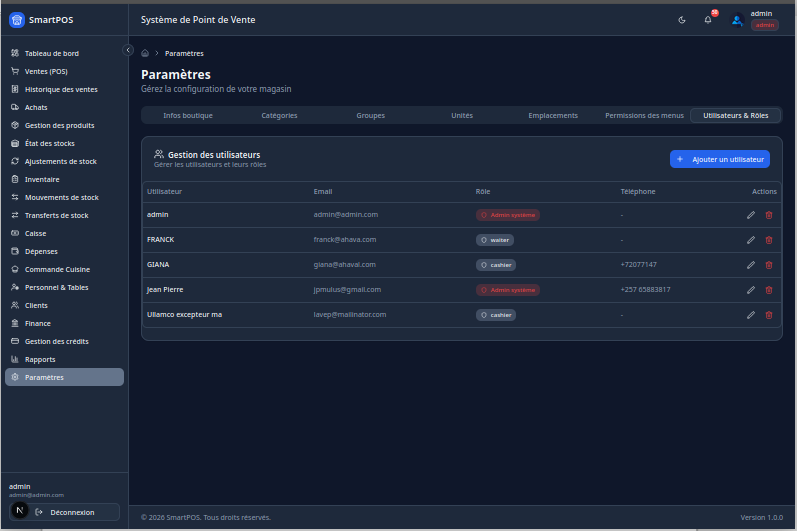 SmartPOS
Système de Point de Vente
admin
admin
Tableau de bord
Ventes (POS)
Historique des ventes
Achats
Gestion des produits
État des stocks
Ajustements de stock
Inventaire
Mouvements de stock
Transferts de stock
Caisse
Dépenses
Commande Cuisine
Personnel & Tables
Clients
Finance
Gestion des crédits
Rapports
Paramètres
admin
admin@admin.com
N
Déconnexion
Paramètres
Paramètres
Gérez la configuration de votre magasin
Infos boutique Catégories Groupes Unités Emplacements Permissions des menus Utilisateurs & Rôles
Gestion des utilisateurs
Gérer les utilisateurs et leurs rôles
+ Ajouter un utilisateur
Utilisateur Email Rôle Téléphone Actions
admin admin@admin.com Admin système -
FRANCK franck@ahava.com waiter -
GIANA giana@ahaval.com cashier +72077147
Jean Pierre jpmulus@gmail.com Admin système +257 65883817
Ullamco excepteur ma lavep@mailinator.com cashier -
© 2026 SmartPOS. Tous droits réservés.
Version 1.0.0